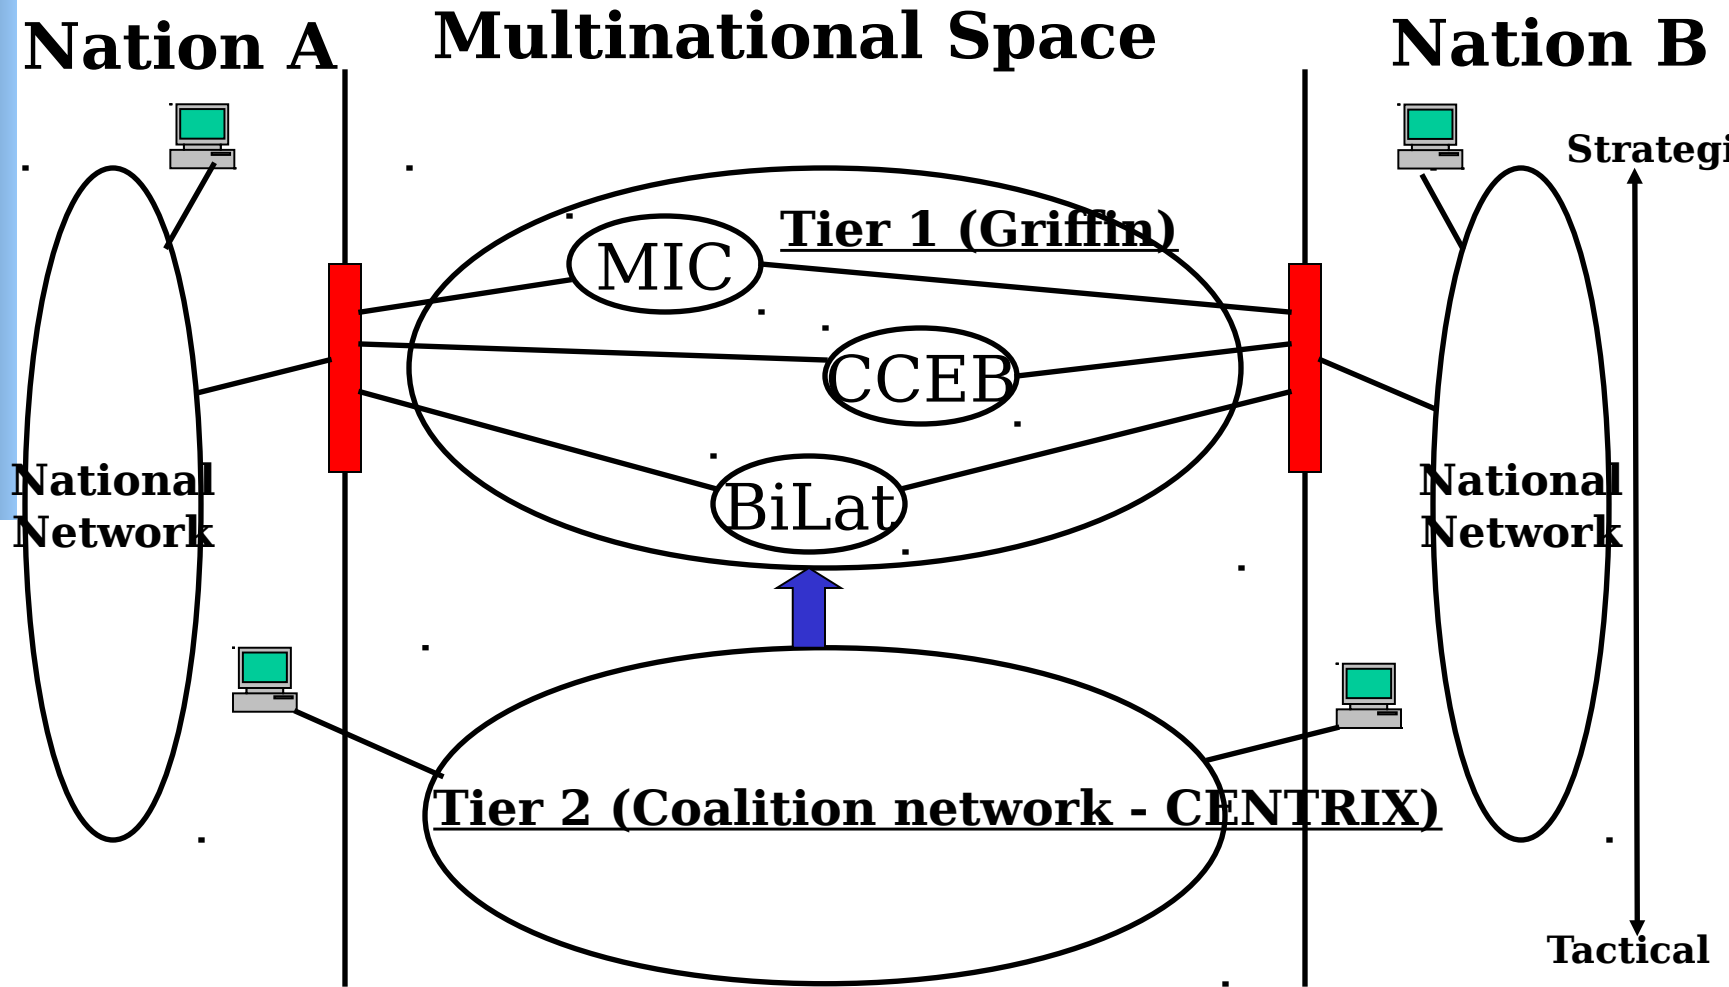 Nation A
Multinational Space
Nation B
Strategi
Tier 1 (Griffin)
MIC
CCEB
National
Network
BiLat
National
Network
Tier 2 (Coalition network - CENTRIX)
Tactical